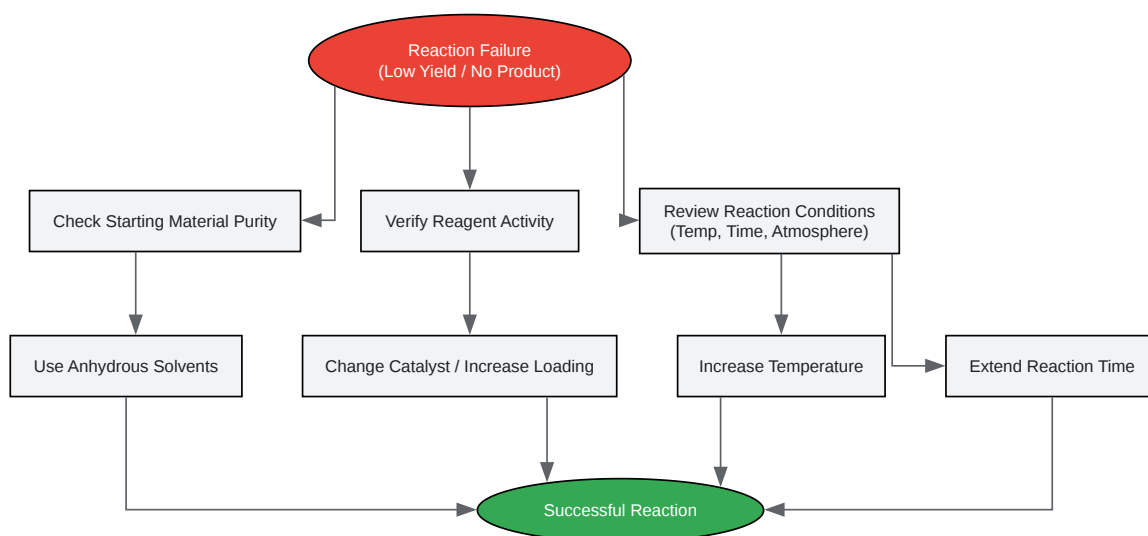 Reaction Failure
(Low Yield / No Product)
Check Starting Material Purity
Verify Reagent Activity
Review Reaction Conditions
(Temp, Time, Atmosphere)
Use Anhydrous Solvents
Change Catalyst / Increase Loading
Increase Temperature
Extend Reaction Time
Successful Reaction